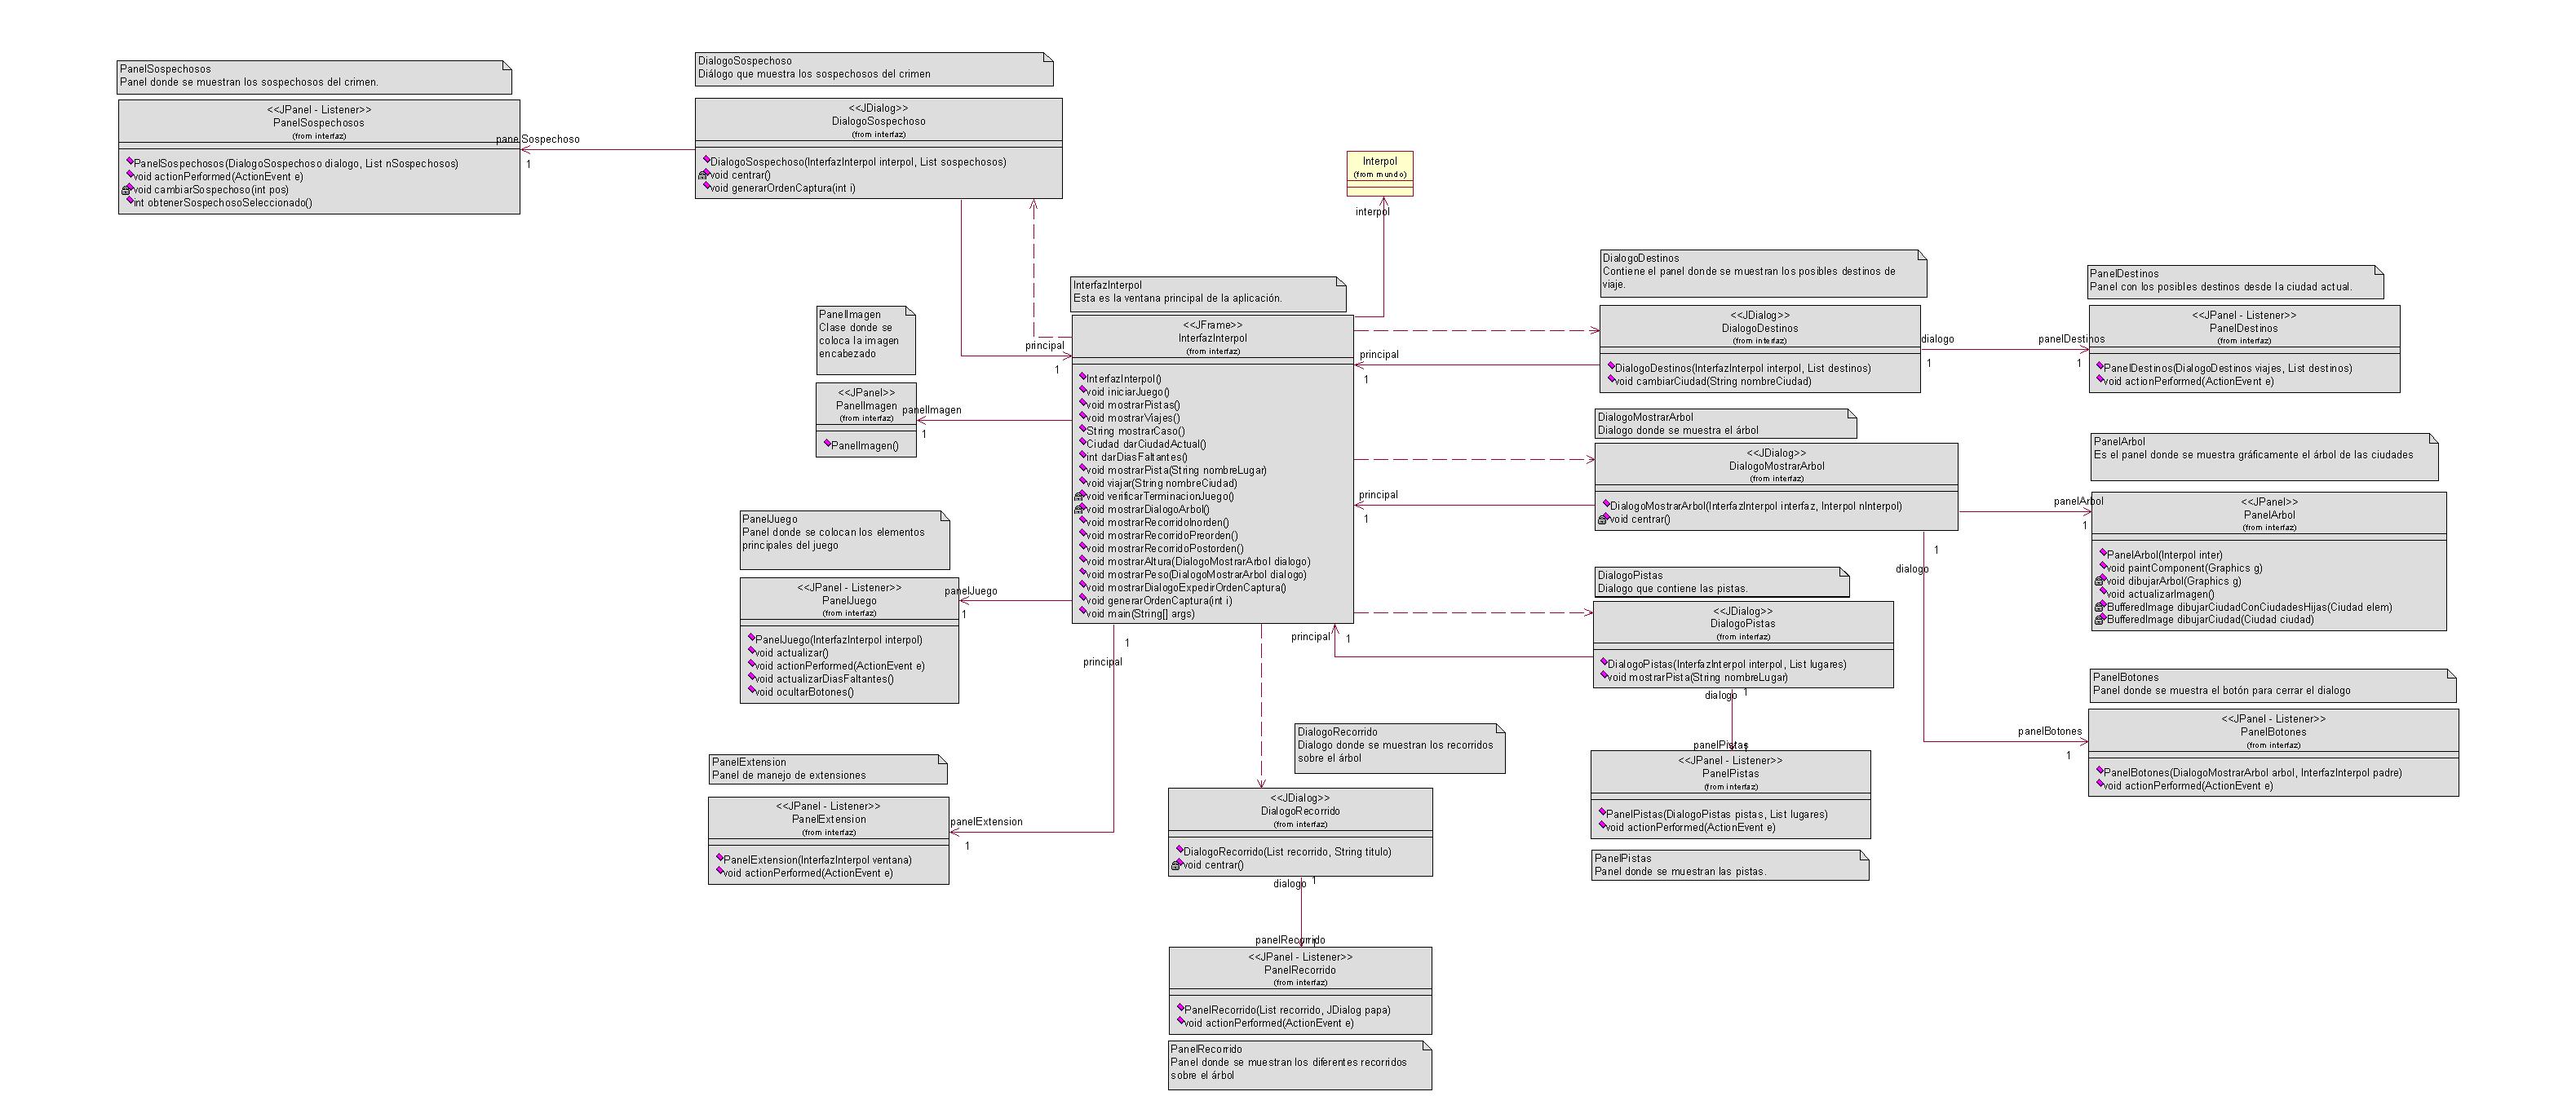 PanelSospechosos
Panel donde se muestran los sospechosos del crimen.
<<JPanel - Listener>>
PanelSospechosos
(from interfaz)
PanelSospechosos(DialogoSospechoso dialogo, List nSospechosos)
void actionPerformed(ActionEvent e)
void cambiarSospechoso(int pos)
int obtenerSospechosoSeleccionado()
panelSospechoso
1
DialogoSospechoso
Diálogo que muestra los sospechosos del crimen
<<JDialog>>
DialogoSospechoso
(from interfaz)
DialogoSospechoso(InterfazInterpol interpol, List sospechosos)
void centrar()
void generarOrdenCaptura(int i)
Interpol
(from mundo)
interpol
InterfazInterpol
Esta es la ventana principal de la aplicación.
<<JFrame>>
InterfazInterpol
(from interfaz)
InterfazInterpol()
void iniciarJuego()
void mostrarPistas()
void mostrarViajes()
String mostrarCaso()
Ciudad darCiudadActual()
int darDiasFaltantes()
void mostrarPista(String nombreLugar)
void viajar(String nombreCiudad)
void verificarTerminacionJuego()
void mostrarDialogoArbol()
void mostrarRecorridoInorden()
void mostrarRecorridoPreorden()
void mostrarRecorridoPostorden()
void mostrarAltura(DialogoMostrarArbol dialogo)
void mostrarPeso(DialogoMostrarArbol dialogo)
void mostrarDialogoExpedirOrdenCaptura()
void generarOrdenCaptura(int i)
void main(String[] args)
principal
1
PanelImagen
Clase donde se
coloca la imagen
encabezado
<<JPanel>>
PanelImagen
(from interfaz)
PanelImagen()
panelImagen
1
PanelJuego
Panel donde se colocan los elementos
principales del juego
<<JPanel - Listener>>
PanelJuego
(from interfaz)
PanelJuego(InterfazInterpol interpol)
void actualizar()
void actionPerformed(ActionEvent e)
void actualizarDiasFaltantes()
void ocultarBotones()
panelJuego
1
1
principal
PanelExtension
Panel de manejo de extensiones
<<JPanel - Listener>>
PanelExtension
(from interfaz)
PanelExtension(InterfazInterpol ventana)
void actionPerformed(ActionEvent e)
panelExtension
1
DialogoDestinos
Contiene el panel donde se muestran los posibles destinos de
viaje.
<<JDialog>>
DialogoDestinos
(from interfaz)
DialogoDestinos(InterfazInterpol interpol, List destinos)
void cambiarCiudad(String nombreCiudad)
principal
1
dialogo
1
panelDestinos
1
PanelDestinos
Panel con los posibles destinos desde la ciudad actual.
<<JPanel - Listener>>
PanelDestinos
(from interfaz)
PanelDestinos(DialogoDestinos viajes, List destinos)
void actionPerformed(ActionEvent e)
DialogoMostrarArbol
Dialogo donde se muestra el árbol
<<JDialog>>
DialogoMostrarArbol
(from interfaz)
DialogoMostrarArbol(InterfazInterpol interfaz, Interpol nInterpol)
void centrar()
principal
1
panelArbol
1
PanelArbol
Es el panel donde se muestra gráficamente el árbol de las ciudades
<<JPanel>>
PanelArbol
(from interfaz)
PanelArbol(Interpol inter)
void paintComponent(Graphics g)
void dibujarArbol(Graphics g)
void actualizarImagen()
BufferedImage dibujarCiudadConCiudadesHijas(Ciudad elem)
BufferedImage dibujarCiudad(Ciudad ciudad)
1
dialogo
panelBotones
1
PanelBotones
Panel donde se muestra el botón para cerrar el dialogo
<<JPanel - Listener>>
PanelBotones
(from interfaz)
PanelBotones(DialogoMostrarArbol arbol, InterfazInterpol padre)
void actionPerformed(ActionEvent e)
DialogoPistas
Dialogo que contiene las pistas.
<<JDialog>>
DialogoPistas
(from interfaz)
DialogoPistas(InterfazInterpol interpol, List lugares)
void mostrarPista(String nombreLugar)
principal
1
dialogo
1
panelPistas
1
<<JPanel - Listener>>
PanelPistas
(from interfaz)
PanelPistas(DialogoPistas pistas, List lugares)
void actionPerformed(ActionEvent e)
PanelPistas
Panel donde se muestran las pistas.
DialogoRecorrido
Dialogo donde se muestran los recorridos
sobre el árbol
<<JDialog>>
DialogoRecorrido
(from interfaz)
DialogoRecorrido(List recorrido, String titulo)
void centrar()
dialogo
1
panelRecorrido
1
<<JPanel - Listener>>
PanelRecorrido
(from interfaz)
PanelRecorrido(List recorrido, JDialog papa)
void actionPerformed(ActionEvent e)
PanelRecorrido
Panel donde se muestran los diferentes recorridos
sobre el árbol